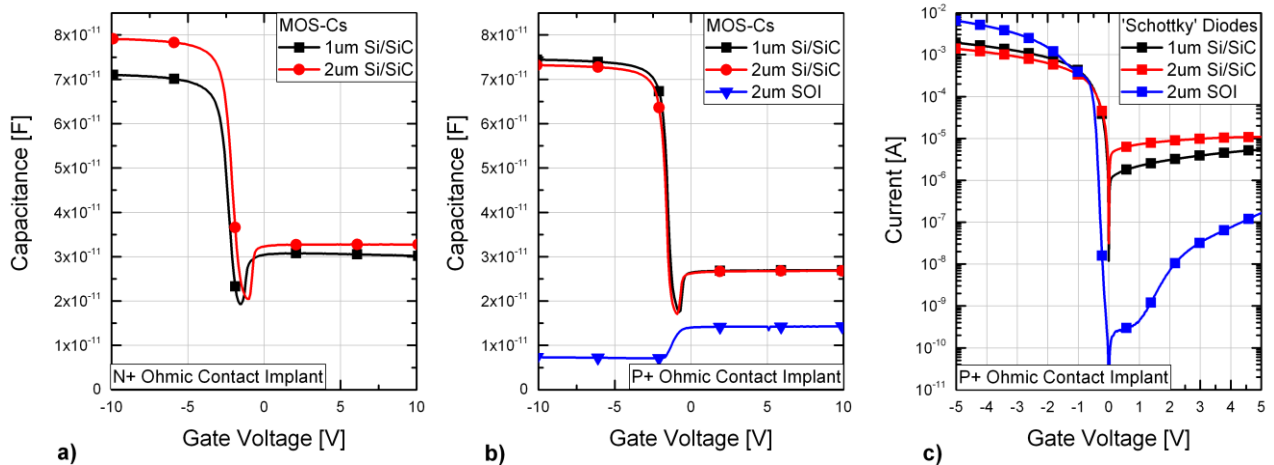 MOS-Cs
1um Si/SiC
2um Si/SiC
8x10⁻¹¹
7x10⁻¹¹
6x10⁻¹¹
5x10⁻¹¹
4x10⁻¹¹
3x10⁻¹¹
2x10⁻¹¹
1x10⁻¹¹
0
Capacitance [F]
N+ Ohmic Contact Implant
-10 -5 0 5 10
Gate Voltage [V]
a)
MOS-Cs
1um Si/SiC
2um Si/SiC
2um SOI
8x10⁻¹¹
7x10⁻¹¹
6x10⁻¹¹
5x10⁻¹¹
4x10⁻¹¹
3x10⁻¹¹
2x10⁻¹¹
1x10⁻¹¹
0
Capacitance [F]
P+ Ohmic Contact Implant
-10 -5 0 5 10
Gate Voltage [V]
b)
'Schottky' Diodes
1um Si/SiC
2um Si/SiC
2um SOI
10⁻²
10⁻³
10⁻⁴
10⁻⁵
10⁻⁶
10⁻⁷
10⁻⁸
10⁻⁹
10⁻¹⁰
10⁻¹¹
Current [A]
P+ Ohmic Contact Implant
-5 -4 -3 -2 -1 0 1 2 3 4 5
Gate Voltage [V]
c)